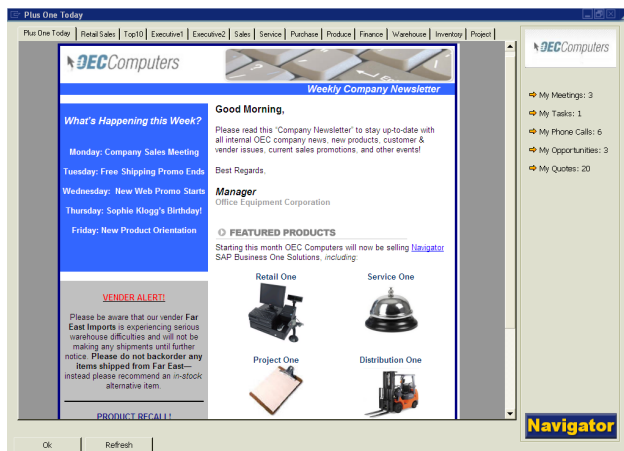 Plus One Today
Plus One Today Retail Sales Top10 Executive1 Executive2 Sales Service Purchase Produce Finance Warehouse Inventory Project
OECComputers
Weekly Company Newsletter
What's Happening this Week?
Monday: Company Sales Meeting
Tuesday: Free Shipping Promo Ends
Wednesday: New Web Promo Starts
Thursday: Sophie Klogg's Birthday!
Friday: New Product Orientation
VENDER ALERT!
Please be aware that our vender Far
East Imports is experiencing serious
warehouse difficulties and will not be
making any shipments until further
notice. Please do not backorder any
items shipped from Far East—
instead please recommend an in-stock
alternative item.
PRODUCT RECALL!
Good Morning,
Please read this 'Company Newsletter' to stay up-to-date with
all internal OEC company news, new products, customer &
vender issues, current sales promotions, and other events!
Best Regards,
Manager
Office Equipment Corporation
FEATURED PRODUCTS
Starting this month OEC Computers will now be selling Navigator
SAP Business One Solutions, including:
Retail One Service One
Project One Distribution One
OECComputers
My Meetings: 3
My Tasks: 1
My Phone Calls: 6
My Opportunities: 3
My Quotes: 20
Navigator
Ok Refresh